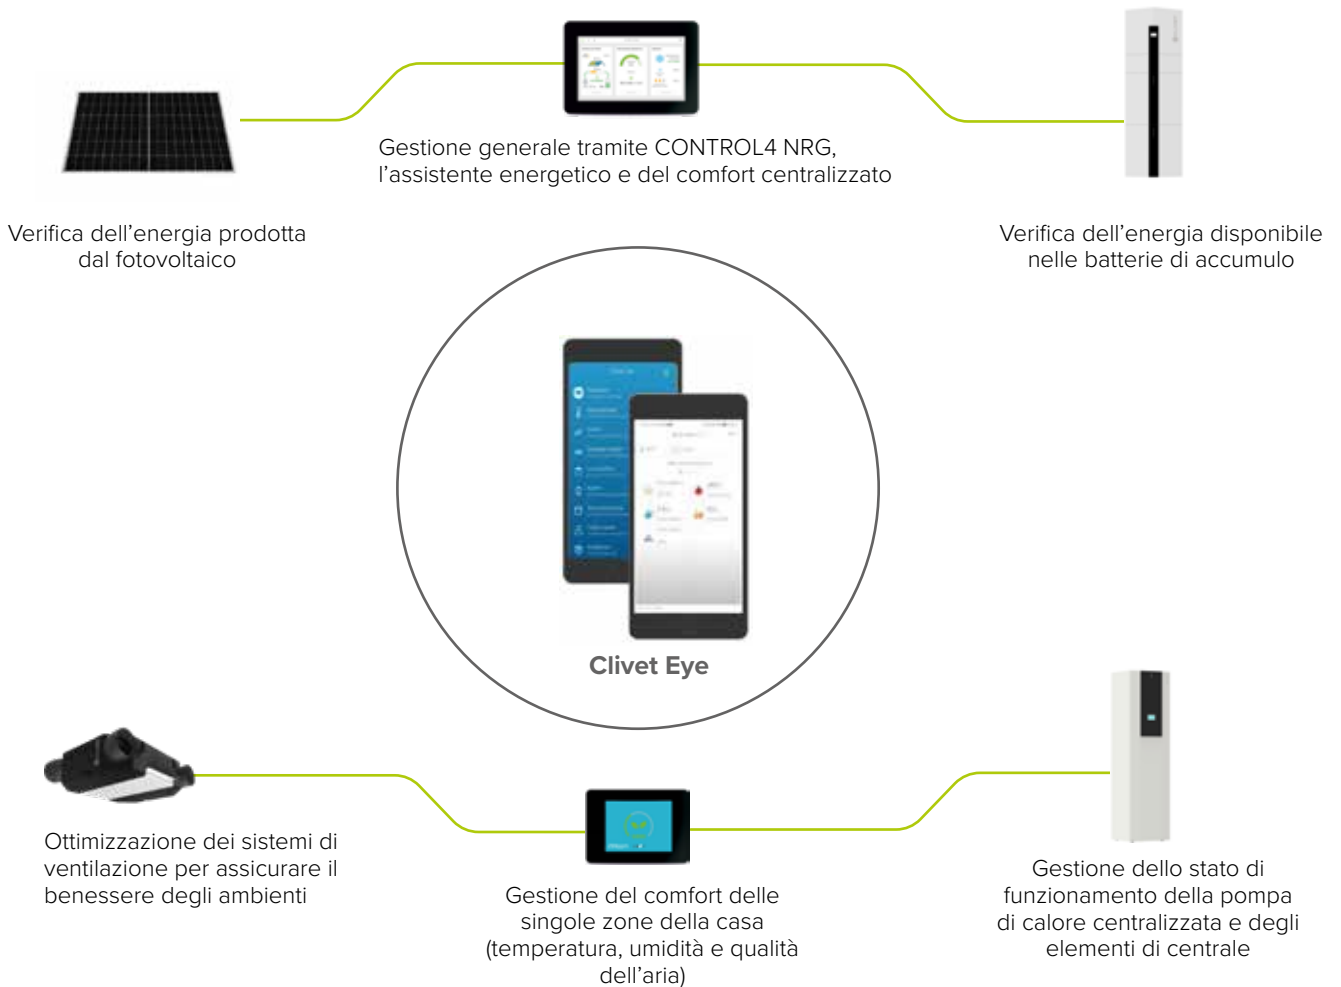 Gestione generale tramite CONTROL4 NRG,
l’assistente energetico e del comfort centralizzato
Verifica dell’energia prodotta
dal fotovoltaico
Verifica dell’energia disponibile
nelle batterie di accumulo
Clivet Eye
Ottimizzazione dei sistemi di
ventilazione per assicurare il
benessere degli ambienti
Gestione del comfort delle
singole zone della casa
(temperatura, umidità e qualità
dell’aria)
Gestione dello stato di
funzionamento della pompa
di calore centralizzata e degli
elementi di centrale